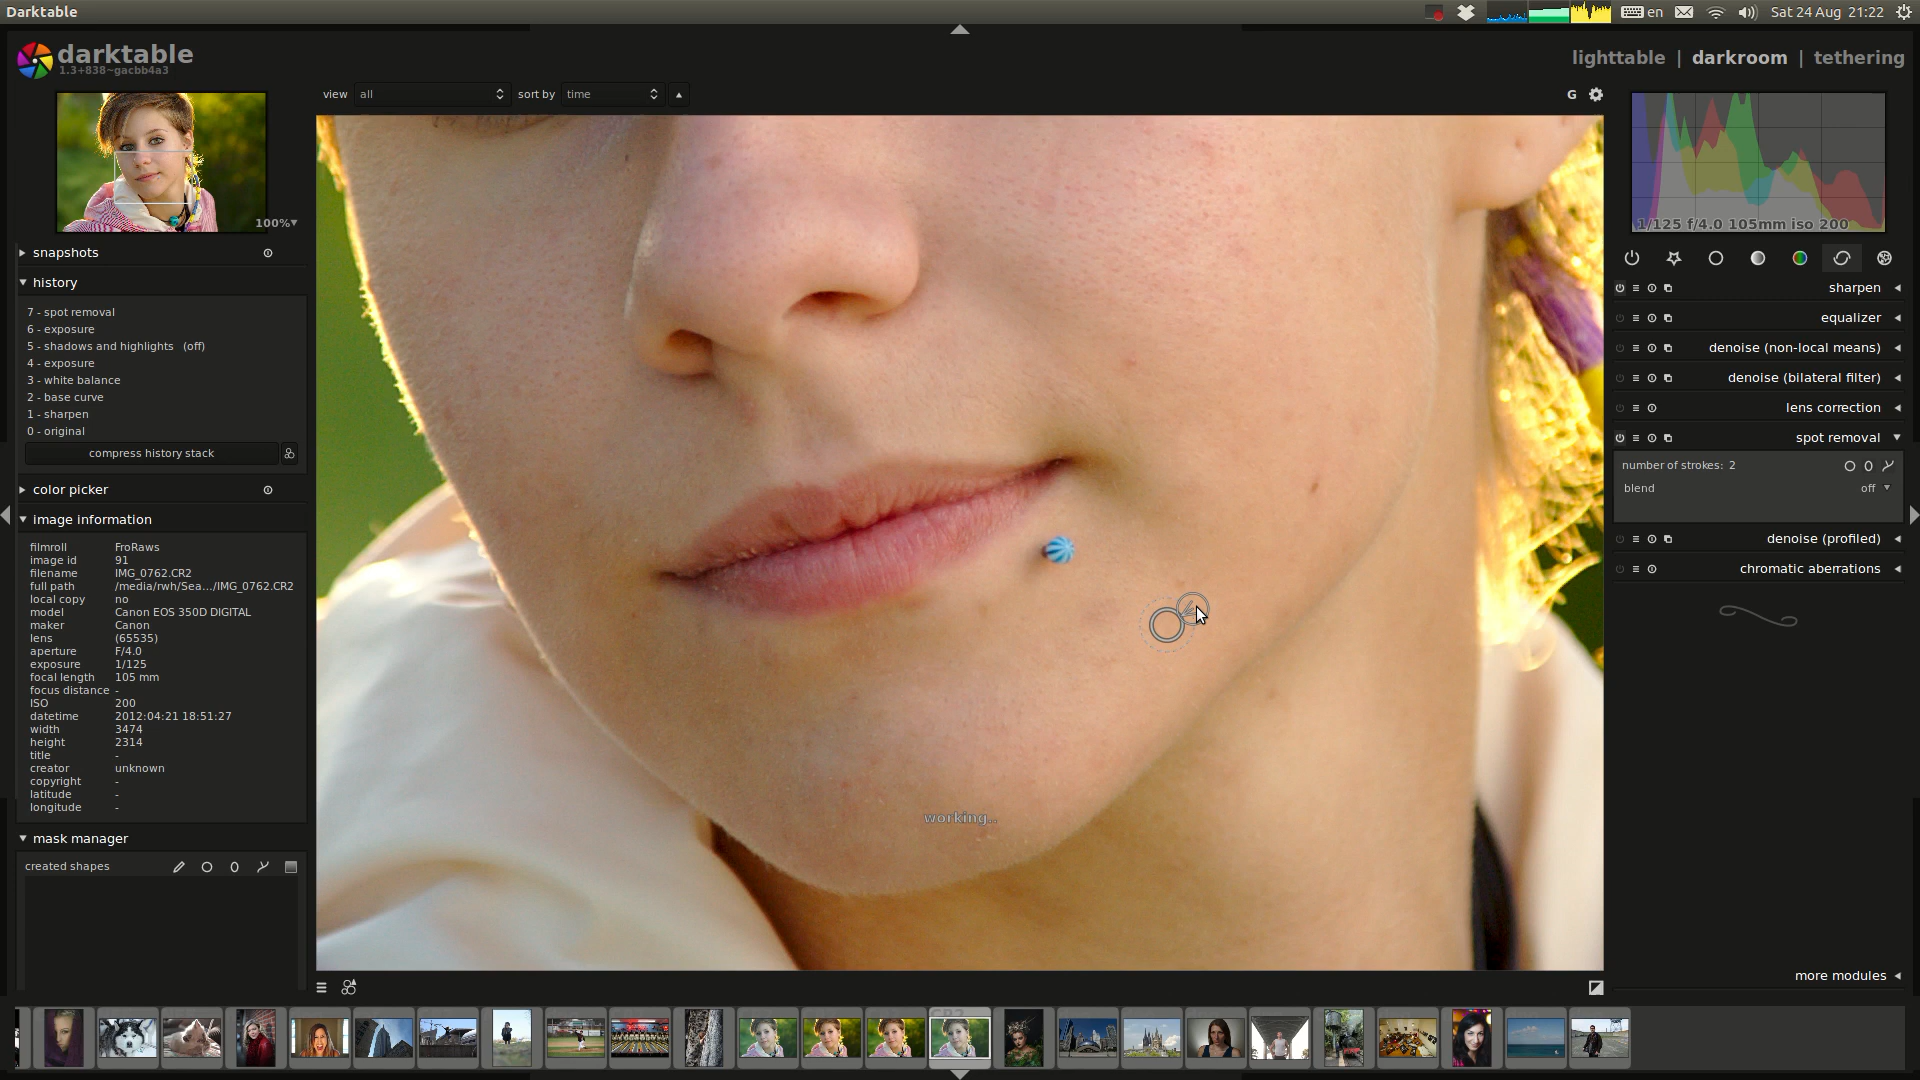 Darktable
en
Sat 24 Aug 21:22
darktable
1.3+838~gacbb4a3
lighttable | darkroom | tethering
view all sort by time
G
100%
1/125 f/4.0 105mm iso 200
snapshots
history
7 - spot removal
6 - exposure
5 - shadows and highlights (off)
4 - exposure
3 - white balance
2 - base curve
1 - sharpen
0 - original
compress history stack
color picker
image information
filmroll FroRaws
image id 91
filename IMG_0762.CR2
full path /media/rwh/Sea.../IMG_0762.CR2
local copy no
model Canon EOS 350D DIGITAL
maker Canon
lens (65535)
aperture F/4.0
exposure 1/125
focal length 105 mm
focus distance -
ISO 200
datetime 2012:04:21 18:51:27
width 3474
height 2314
title -
creator unknown
copyright -
latitude -
longitude -
mask manager
created shapes
working..
sharpen
equalizer
denoise (non-local means)
denoise (bilateral filter)
lens correction
spot removal
number of strokes: 2
blend off
denoise (profiled)
chromatic aberrations
more modules